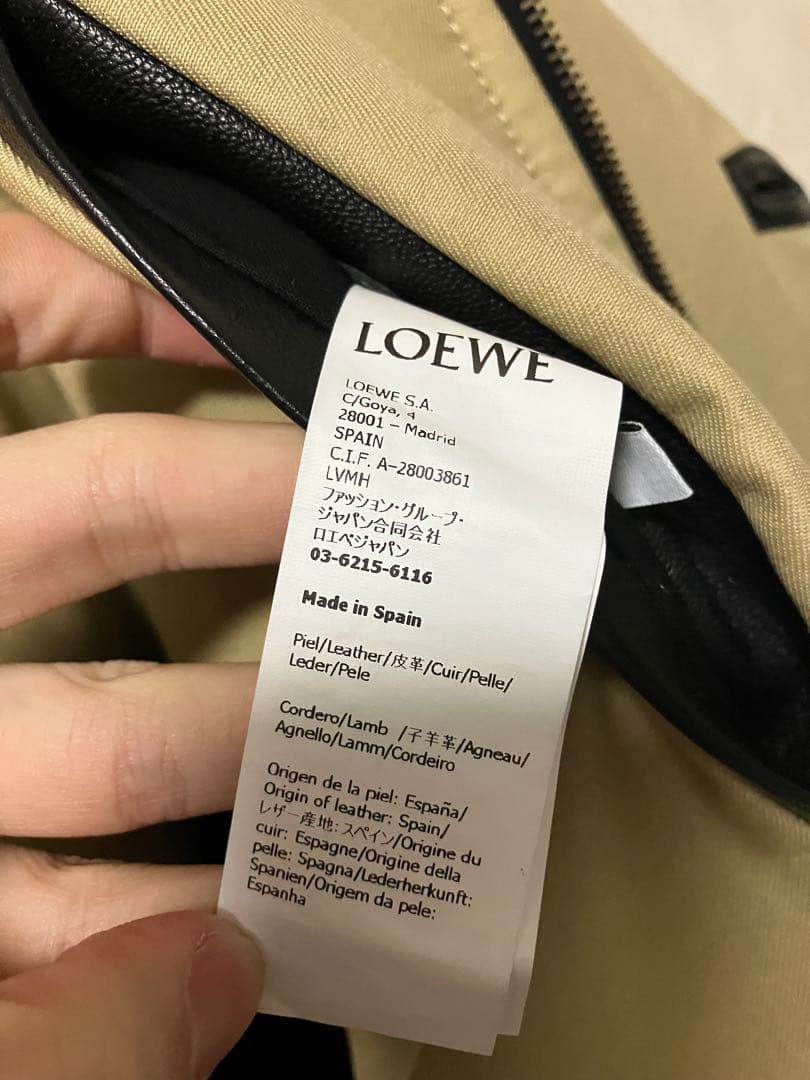 LOEWE
LOEWE S.A.
C/Goya, 4
28001 – Madrid
SPAIN
C.I.F. A-28003861
LVMH
ファッション・グループ・
ジャパン合同会社
ロエベジャパン
03-6215-6116
Made in Spain
Piel/Leather/皮革/Cuir/Pelle/
Leder/Pele
Cordero/Lamb /子羊革/Agneau/
Agnello/Lamm/Cordeiro
Origen de la piel: España/
Origin of leather: Spain/
レザー産地: スペイン/Origine du
cuir: Espagne/Origine della
pelle: Spagna/Lederherkunft:
Spanien/Origem da pele:
Espanha